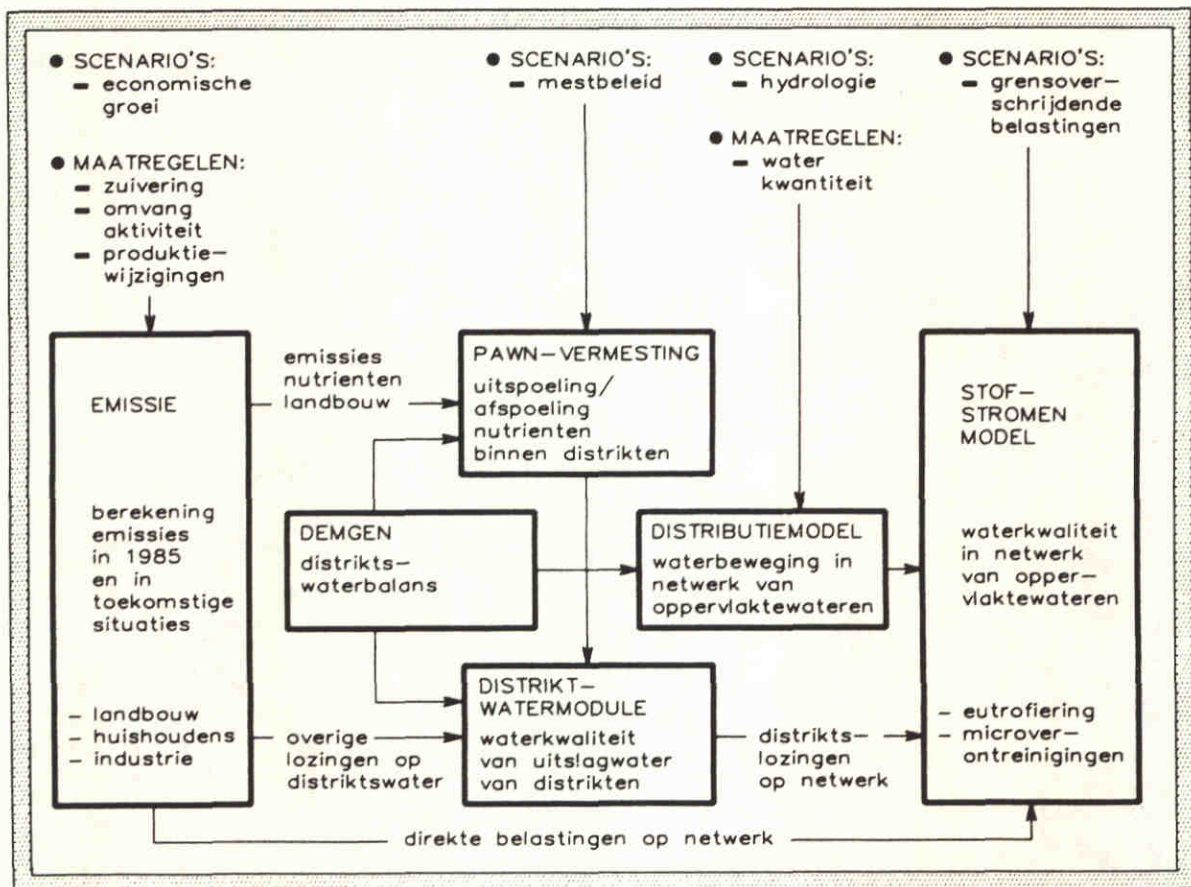 ● SCENARIO'S:
– economische
groei
● MAATREGELEN:
– zuivering
– omvang
aktiviteit
– produktie–
wijzigingen
● SCENARIO'S:
– mestbeleid
● SCENARIO'S:
– hydrologie
● MAATREGELEN:
– water
kwantiteit
● SCENARIO'S:
– grensover–
schrijdende
belastingen
EMISSIE
berekening
emissies
in 1985
en in
toekomstige
situaties
– landbouw
– huishoudens
– industrie
emissies
nutrienten
landbouw
PAWN–VERMESTING
uitspoeling/
afspoeling
nutrienten
binnen distrikten
DEMGEN
distrikts–
waterbalans
DISTRIBUTIEMODEL
waterbeweging in
netwerk van
oppervlaktewateren
overige
lozingen op
distriktswater
DISTRIKT–
WATERMODULE
waterkwaliteit
van uitslagwater
van distrikten
distrikts–
lozingen
op netwerk
STOF–
STROMEN
MODEL
waterkwaliteit
in netwerk
van opper–
vlaktewateren
– eutrofiering
– microver–
ontreinigingen
direkte belastingen op netwerk